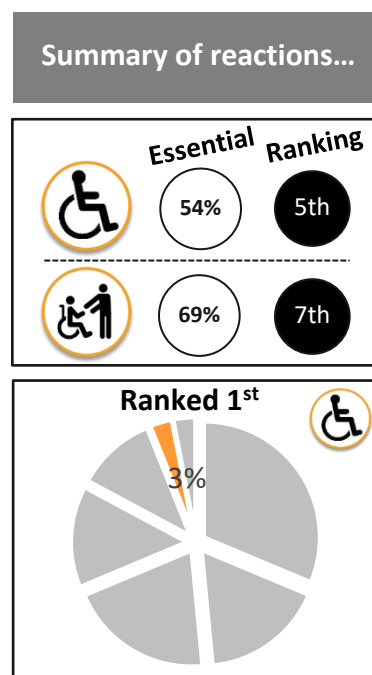 Summary of reactions…
Essential Ranking
54% 5th
69% 7th
Ranked 1st
3%